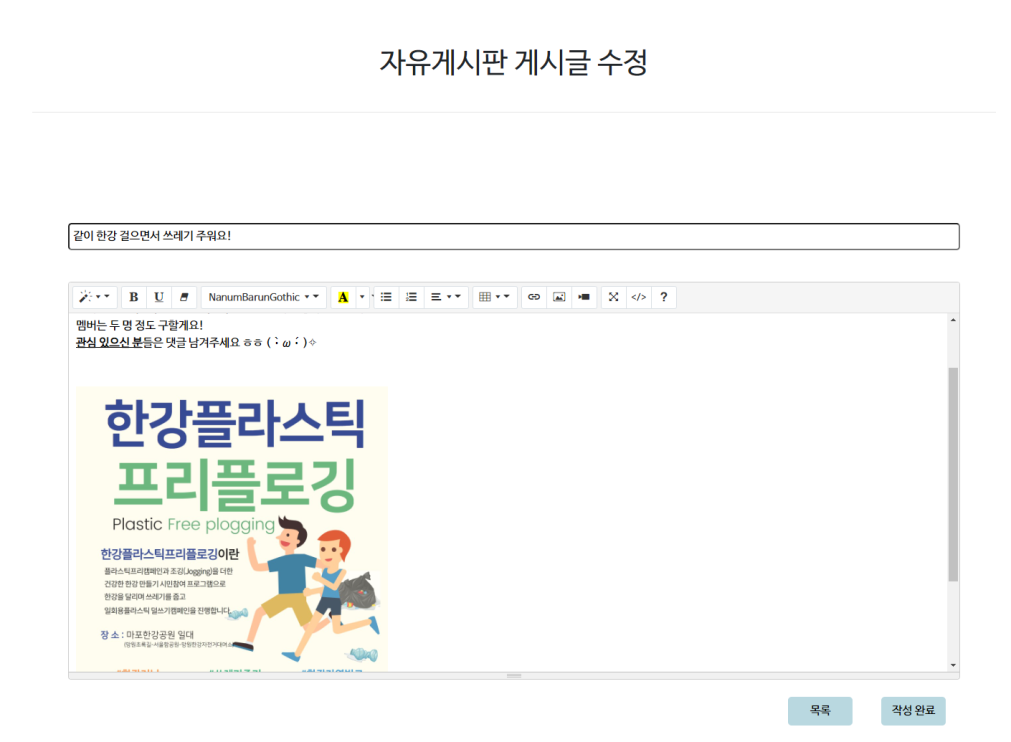 자유게시판 게시글 수정
같이 한강 걸으면서 쓰레기 주워요!
B U NanumBarunGothic A </> ?
멤버는 두 명 정도 구할게요!
관심 있으신 분들은 댓글 남겨주세요 ㅎㅎ ( ･̀ ω ･́ )✧
한강플라스틱
프리플로깅
Plastic Free plogging
한강플라스틱프리플로깅이란
플라스틱프리캠페인과 조깅(Jogging)을 더한
건강한 한강 만들기 시민참여 프로그램으로
한강을 달리며 쓰레기를 줍고
일회용플라스틱 덜쓰기캠페인을 진행합니다.
장 소 : 마포한강공원 일대
목록
작성 완료